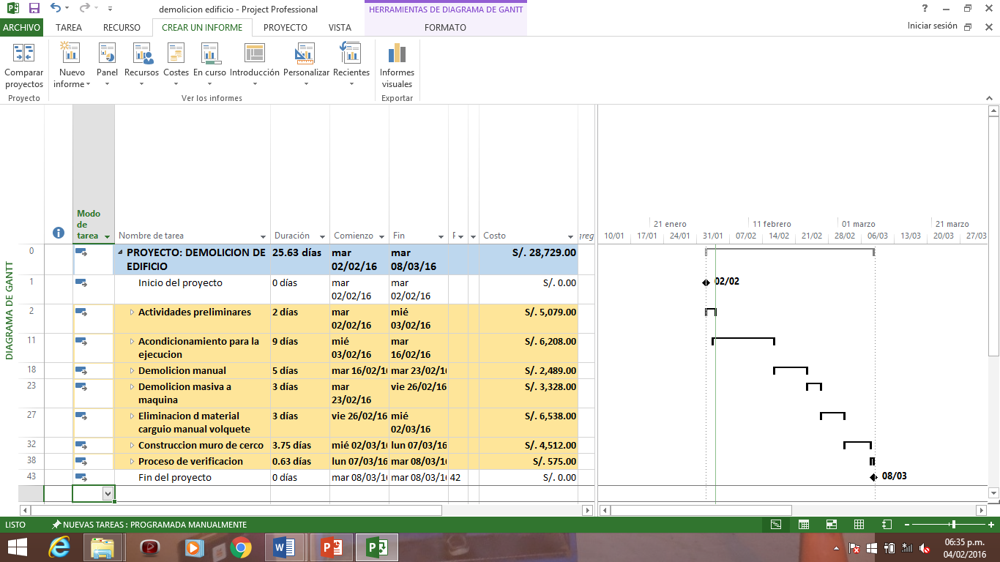 demolicion edificio - Project Professional
HERRAMIENTAS DE DIAGRAMA DE GANTT
?
ARCHIVO TAREA RECURSO CREAR UN INFORME PROYECTO VISTA FORMATO
Iniciar sesión
Comparar proyectos
Nuevo informe
Panel
Recursos
Costes
En curso
Introducción
Personalizar
Recientes
Informes visuales
Proyecto
Ver los informes
Exportar
DIAGRAMA DE GANTT
Modo de tarea
Nombre de tarea Duración Comienzo Fin Costo
21 enero 11 febrero 01 marzo 21 marzo
10/01 17/01 24/01 31/01 07/02 14/02 21/02 28/02 06/03 13/03 20/03 27/03
0 PROYECTO: DEMOLICION DE EDIFICIO 25.63 días mar 02/02/16 mar 08/03/16 S/. 28,729.00
1 Inicio del proyecto 0 días mar 02/02/16 mar 02/02/16 S/. 0.00
02/02
2 Actividades preliminares 2 días mar 02/02/16 mié 03/02/16 S/. 5,079.00
11 Acondicionamiento para la ejecucion 9 días mié 03/02/16 mar 16/02/16 S/. 6,208.00
18 Demolicion manual 5 días mar 16/02/1 mar 23/02/1 S/. 2,489.00
23 Demolicion masiva a maquina 3 días mar 23/02/16 vie 26/02/16 S/. 3,328.00
27 Eliminacion d material carguio manual volquete 3 días vie 26/02/16 mié 02/03/16 S/. 6,538.00
32 Construccion muro de cerco 3.75 días mié 02/03/1 lun 07/03/16 S/. 4,512.00
38 Proceso de verificacion 0.63 días lun 07/03/16 mar 08/03/1 S/. 575.00
43 Fin del proyecto 0 días mar 08/03/1 mar 08/03/1 42 S/. 0.00
08/03
LISTO NUEVAS TAREAS : PROGRAMADA MANUALMENTE
06:35 p.m.
04/02/2016